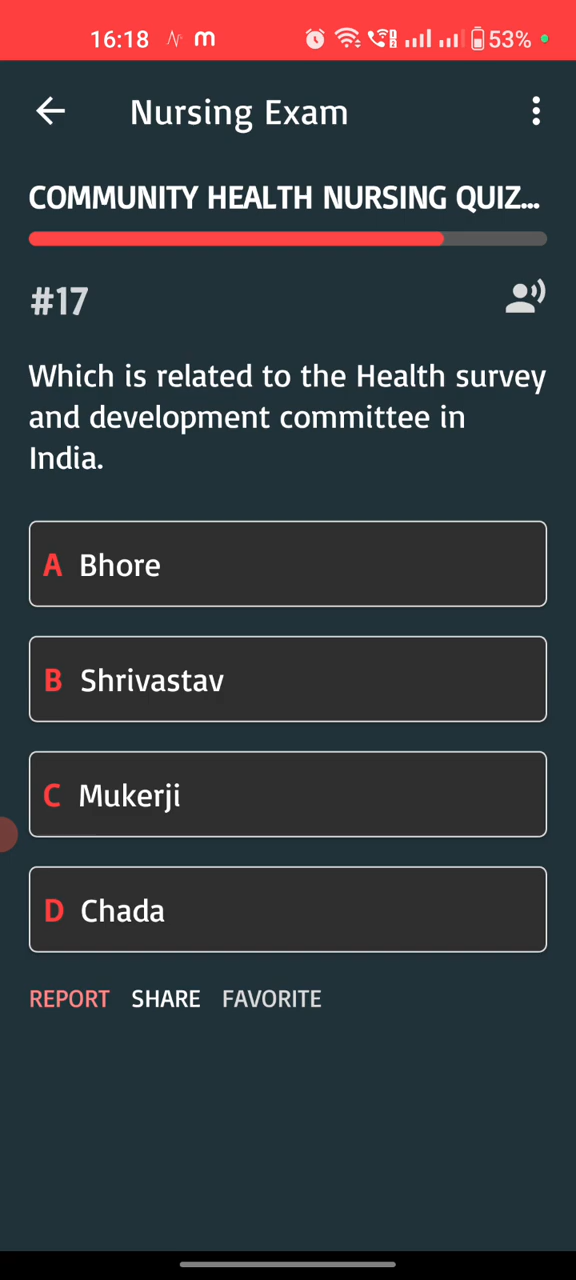 16:18 m 53%
Nursing Exam
COMMUNITY HEALTH NURSING QUIZ...
#17
Which is related to the Health survey
and development committee in
India.
A Bhore
B Shrivastav
C Mukerji
D Chada
REPORT SHARE FAVORITE